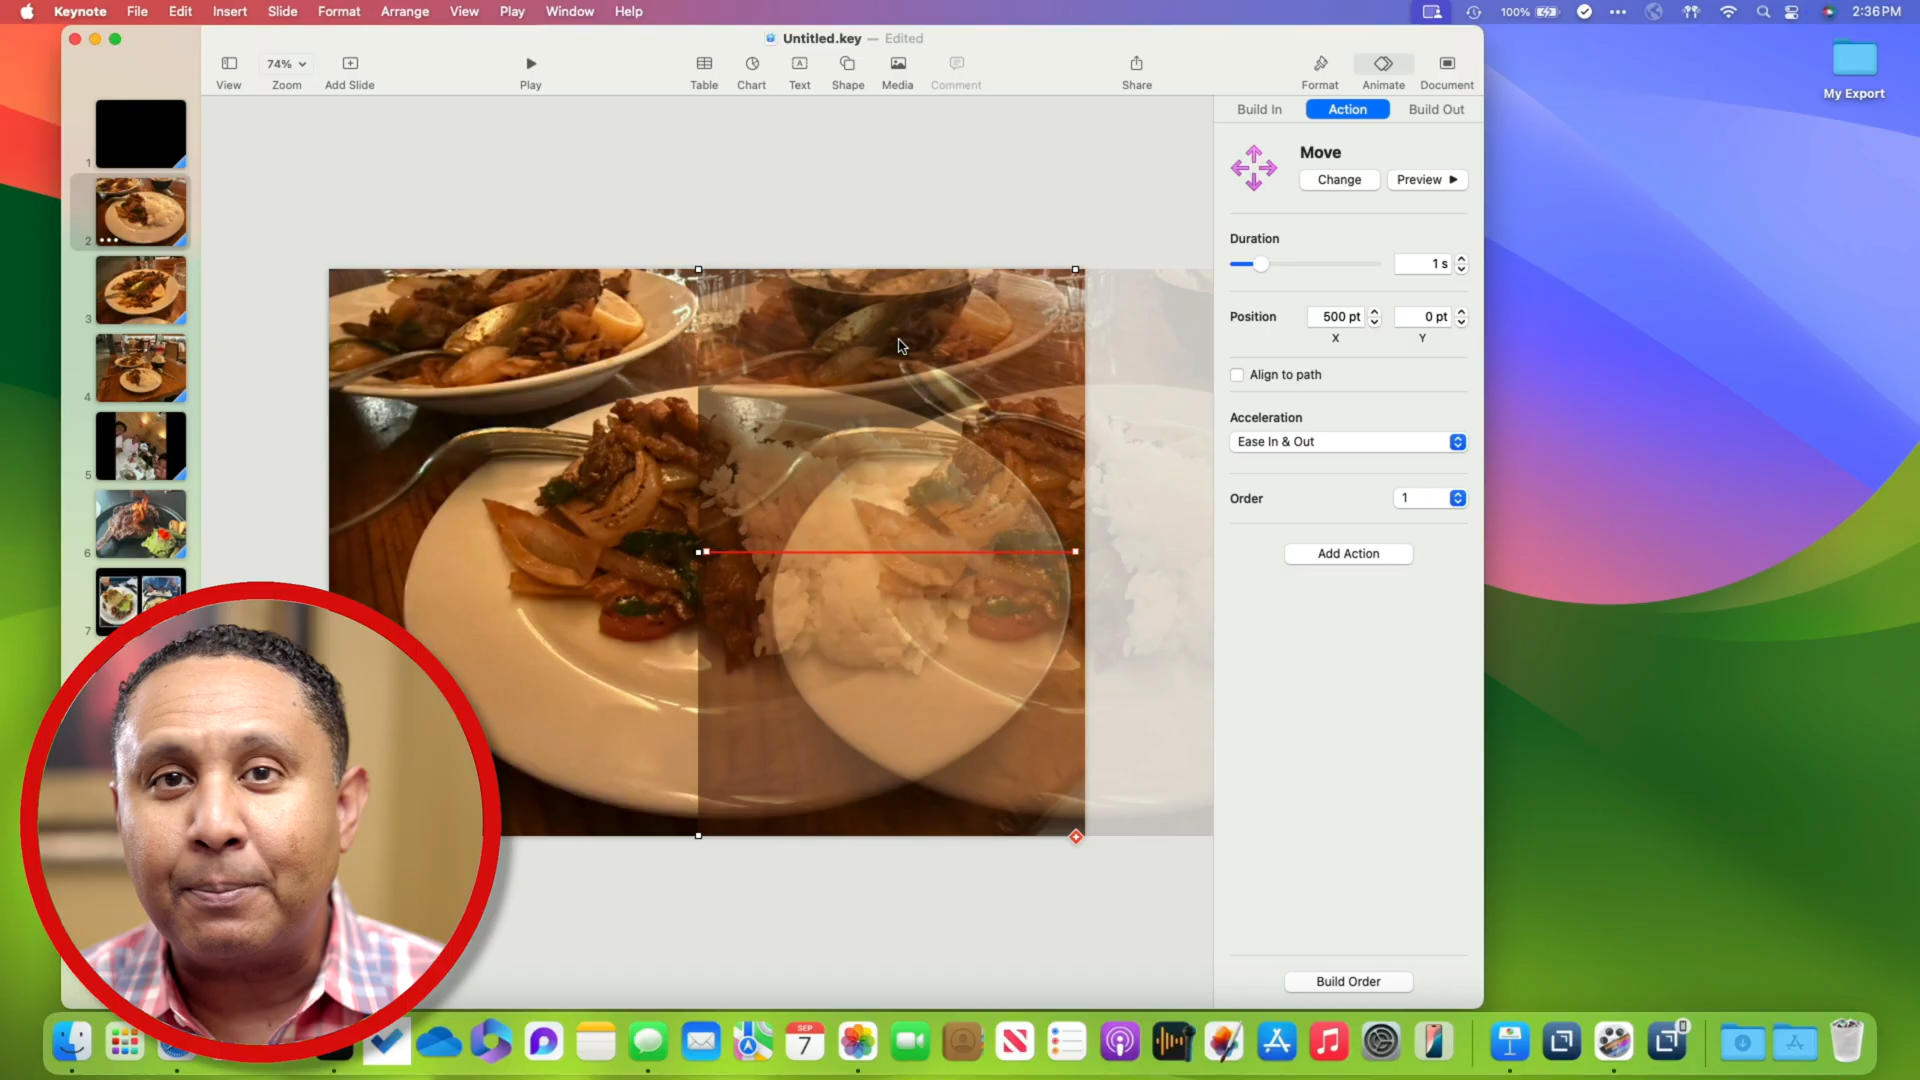 Keynote File Edit Insert Slide Format Arrange View Play Window Help
100%
2:36 PM
My Export
Untitled.key — Edited
74%
View Zoom Add Slide
Play
Table Chart Text Shape Media Comment
Share
Format Animate Document
Build In Action Build Out
1
2
3
4
5
6
7
Move
Change Preview
Duration
1 s
Position 500 pt 0 pt
X Y
Align to path
Acceleration
Ease In & Out
Order 1
Add Action
Build Order
SEP
7